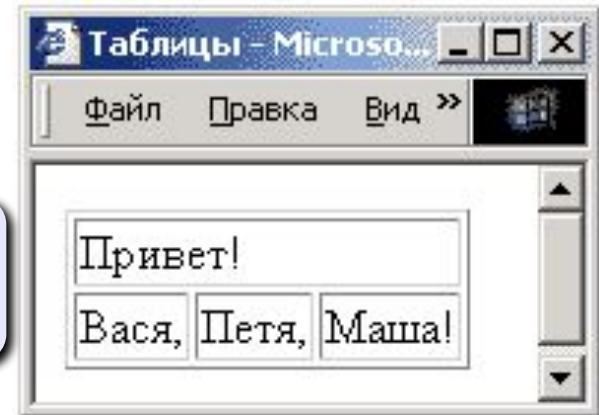 Таблицы - Microso...
Файл Правка Вид »
Привет!
Вася, Петя, Маша!